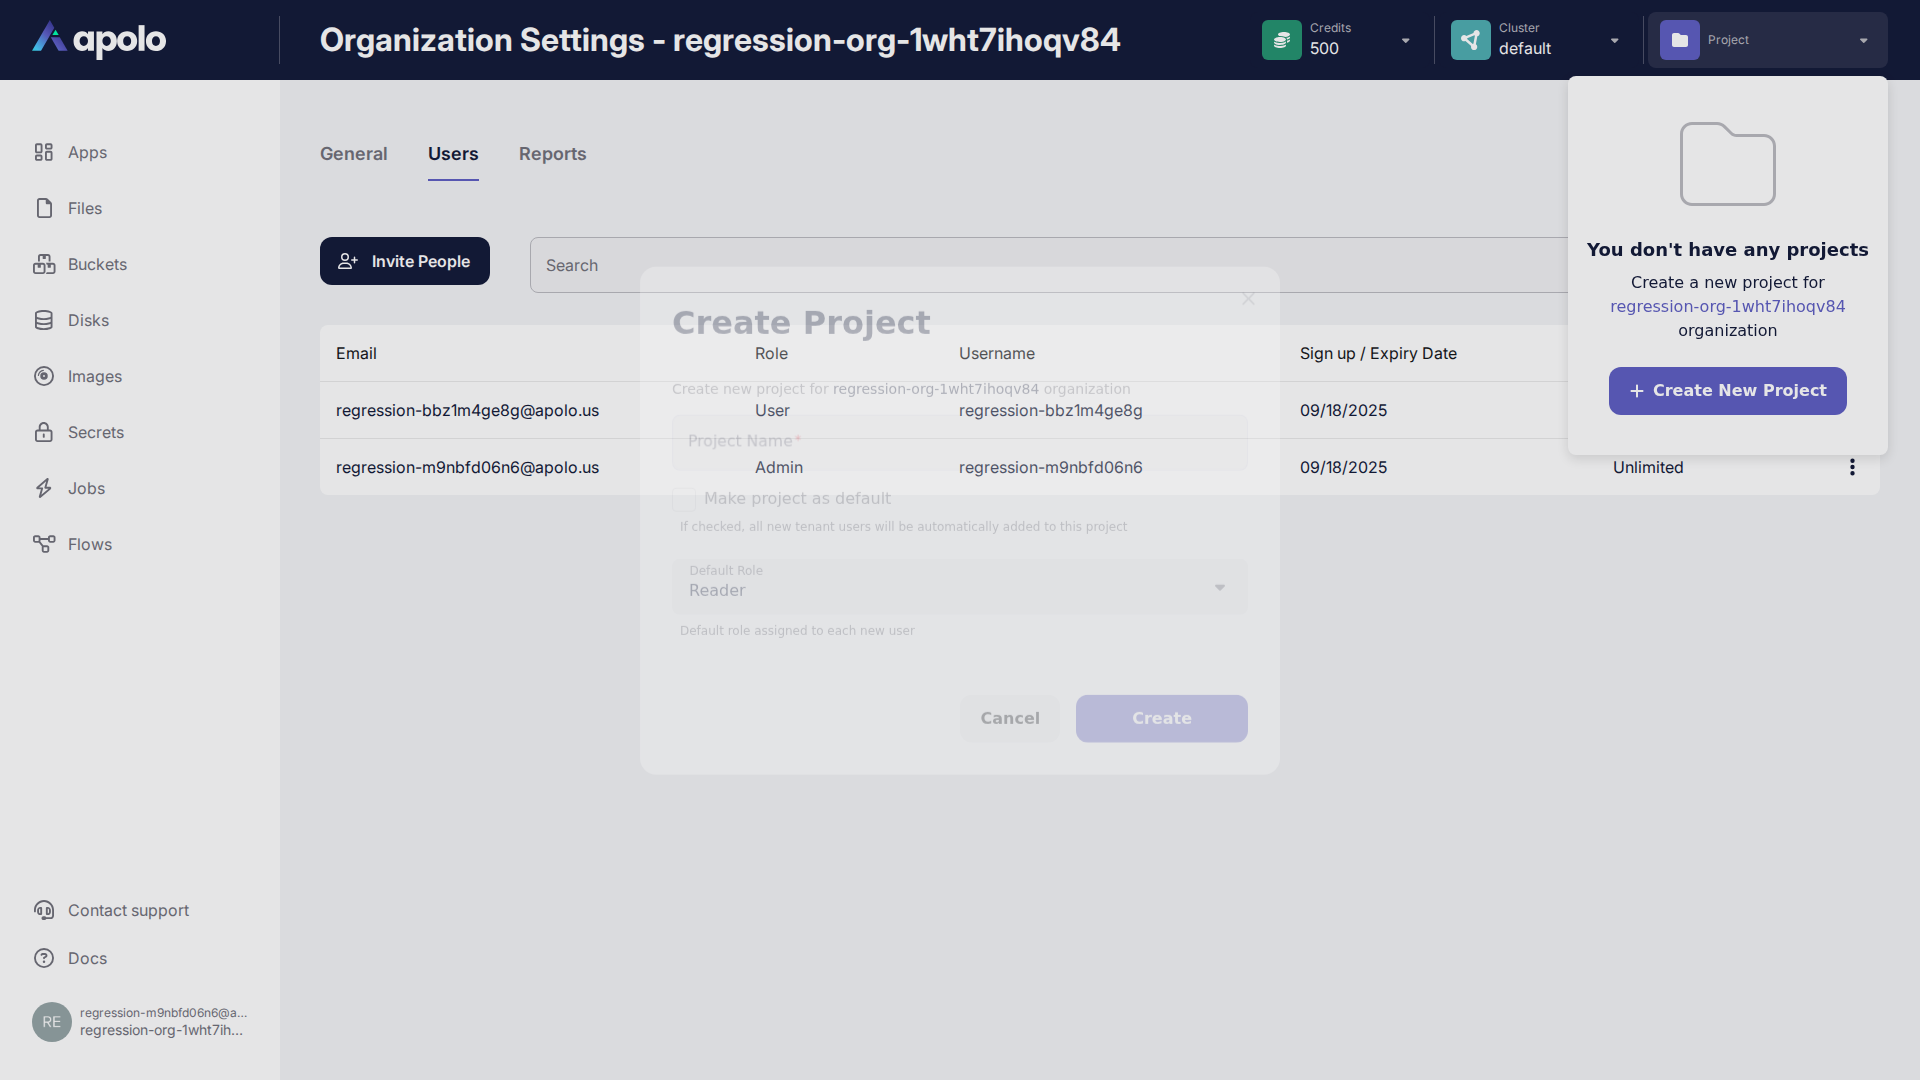 apolo
Organization Settings - regression-org-1wht7ihoqv84
Credits
500
Cluster
default
Project
Apps
Files
Buckets
Disks
Images
Secrets
Jobs
Flows
Contact support
Docs
RE
regression-m9nbfd06n6@a...
regression-org-1wht7ih...
General
Users
Reports
Invite People
Search
Email
Role
Username
Sign up / Expiry Date
regression-bbz1m4ge8g@apolo.us
User
regression-bbz1m4ge8g
09/18/2025
regression-m9nbfd06n6@apolo.us
Admin
regression-m9nbfd06n6
09/18/2025
Unlimited
Create Project
Create new project for regression-org-1wht7ihoqv84 organization
Project Name*
Make project as default
If checked, all new tenant users will be automatically added to this project
Default Role
Reader
Default role assigned to each new user
Cancel
Create
You don't have any projects
Create a new project for
regression-org-1wht7ihoqv84
organization
Create New Project